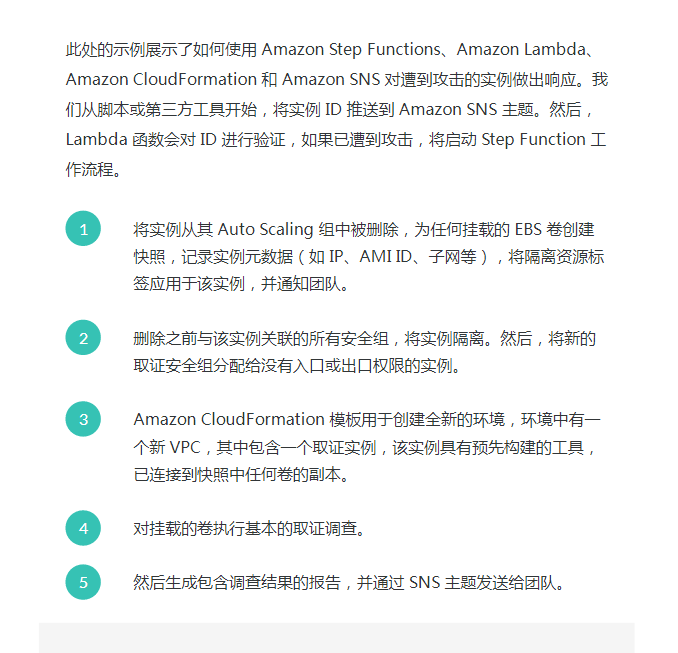 此处的示例展示了如何使用 Amazon Step Functions、Amazon Lambda、
Amazon CloudFormation 和 Amazon SNS 对遭到攻击的实例做出响应。我
们从脚本或第三方工具开始，将实例 ID 推送到 Amazon SNS 主题。然后，
Lambda 函数会对 ID 进行验证，如果已遭到攻击，将启动 Step Function 工
作流程。
1 将实例从其 Auto Scaling 组中被删除，为任何挂载的 EBS 卷创建
快照，记录实例元数据（如 IP、AMI ID、子网等），将隔离资源标
签应用于该实例，并通知团队。
2 删除之前与该实例关联的所有安全组，将实例隔离。然后，将新的
取证安全组分配给没有入口或出口权限的实例。
3 Amazon CloudFormation 模板用于创建全新的环境，环境中有一
个新 VPC，其中包含一个取证实例，该实例具有预先构建的工具，
已连接到快照中任何卷的副本。
4 对挂载的卷执行基本的取证调查。
5 然后生成包含调查结果的报告，并通过 SNS 主题发送给团队。